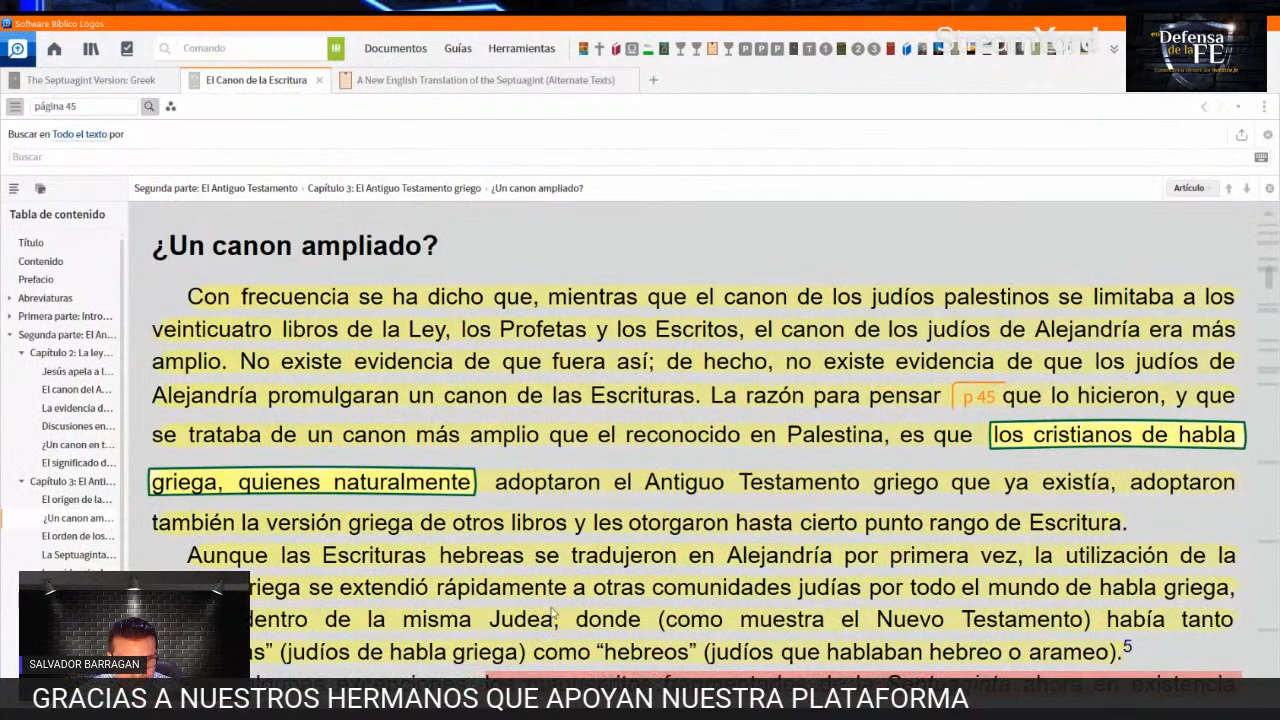 Software Bíblico Logos
Comando
Documentos Guías Herramientas
StreamYard
en Defensa
de la FE
The Septuagint Version: Greek
El Canon de la Escritura
A New English Translation of the Septuagint (Alternate Texts)
página 45
Buscar en Todo el texto por
Buscar
Segunda parte: El Antiguo Testamento › Capítulo 3: El Antiguo Testamento griego › ¿Un canon ampliado?
Artículo
Tabla de contenido
Título
Contenido
Prefacio
Abreviaturas
Primera parte: Intro...
Segunda parte: El An...
Capítulo 2: La ley...
Jesús apela a l...
El canon del A...
La evidencia d...
Discusiones en...
¿Un canon en t...
El significado d...
Capítulo 3: El Anti...
El origen de la...
¿Un canon am...
El orden de los...
La Septuaginta...
¿Un canon ampliado?
Con frecuencia se ha dicho que, mientras que el canon de los judíos palestinos se limitaba a los
veinticuatro libros de la Ley, los Profetas y los Escritos, el canon de los judíos de Alejandría era más
amplio. No existe evidencia de que fuera así; de hecho, no existe evidencia de que los judíos de
Alejandría promulgaran un canon de las Escrituras. La razón para pensar p 45 que lo hicieron, y que
se trataba de un canon más amplio que el reconocido en Palestina, es que los cristianos de habla
griega, quienes naturalmente adoptaron el Antiguo Testamento griego que ya existía, adoptaron
también la versión griega de otros libros y les otorgaron hasta cierto punto rango de Escritura.
Aunque las Escrituras hebreas se tradujeron en Alejandría por primera vez, la utilización de la
griega se extendió rápidamente a otras comunidades judías por todo el mundo de habla griega,
dentro de la misma Judea, donde (como muestra el Nuevo Testamento) había tanto
" (judíos de habla griega) como “hebreos” (judíos que hablaban hebreo o arameo).5
SALVADOR BARRAGAN
GRACIAS A NUESTROS HERMANOS QUE APOYAN NUESTRA PLATAFORMA